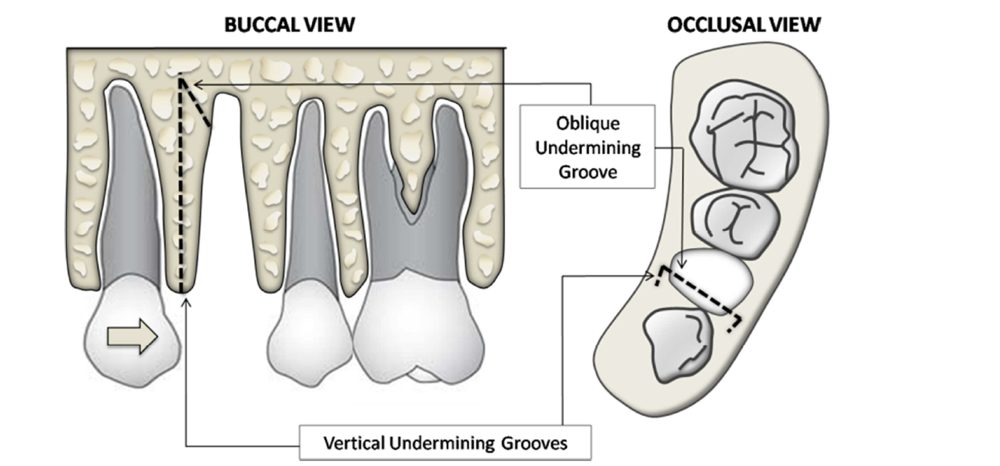 BUCCAL VIEW
OCCLUSAL VIEW
Oblique
Undermining
Groove
Vertical Undermining Grooves